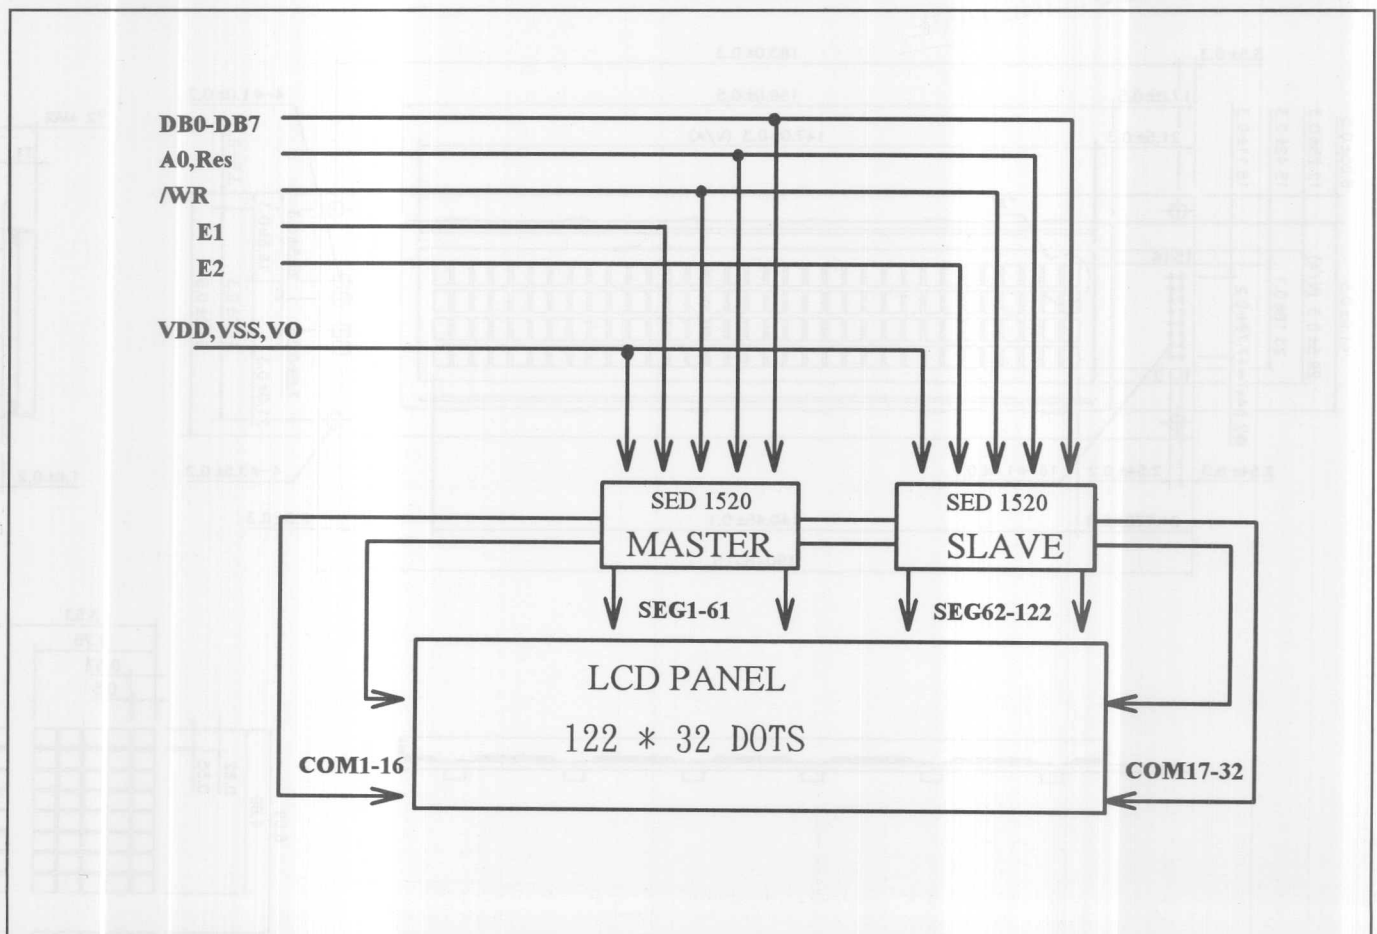 DB0-DB7
A0,Res
/WR
E1
E2
VDD,VSS,VO
SED 1520
MASTER
SED 1520
SLAVE
SEG1-61
SEG62-122
LCD PANEL
122 * 32 DOTS
COM1-16
COM17-32